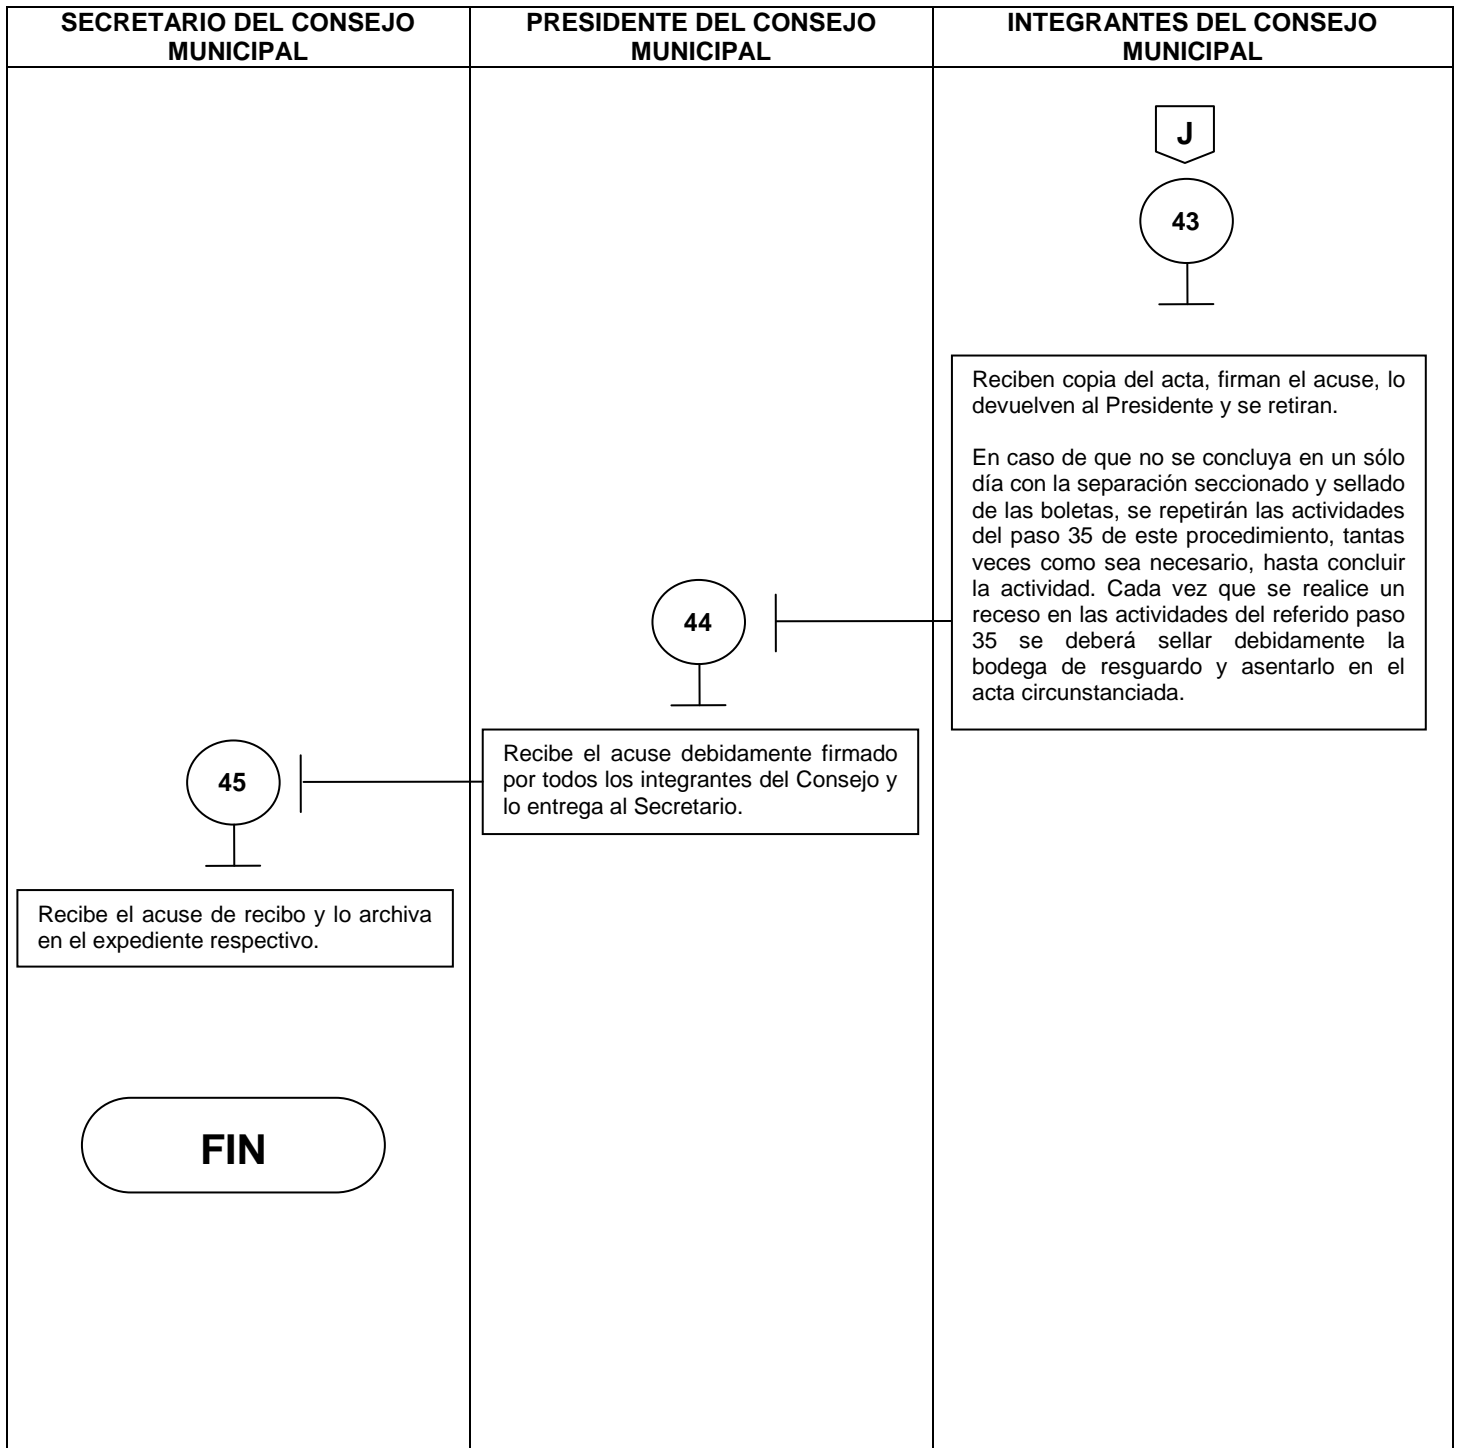 SECRETARIO DEL CONSEJO
MUNICIPAL
PRESIDENTE DEL CONSEJO
MUNICIPAL
INTEGRANTES DEL CONSEJO
MUNICIPAL
J
43
Reciben copia del acta, firman el acuse, lo
devuelven al Presidente y se retiran.
En caso de que no se concluya en un sólo
día con la separación seccionado y sellado
de las boletas, se repetirán las actividades
del paso 35 de este procedimiento, tantas
veces como sea necesario, hasta concluir
la actividad. Cada vez que se realice un
receso en las actividades del referido paso
35 se deberá sellar debidamente la
bodega de resguardo y asentarlo en el
acta circunstanciada.
44
Recibe el acuse debidamente firmado
por todos los integrantes del Consejo y
lo entrega al Secretario.
45
Recibe el acuse de recibo y lo archiva
en el expediente respectivo.
FIN